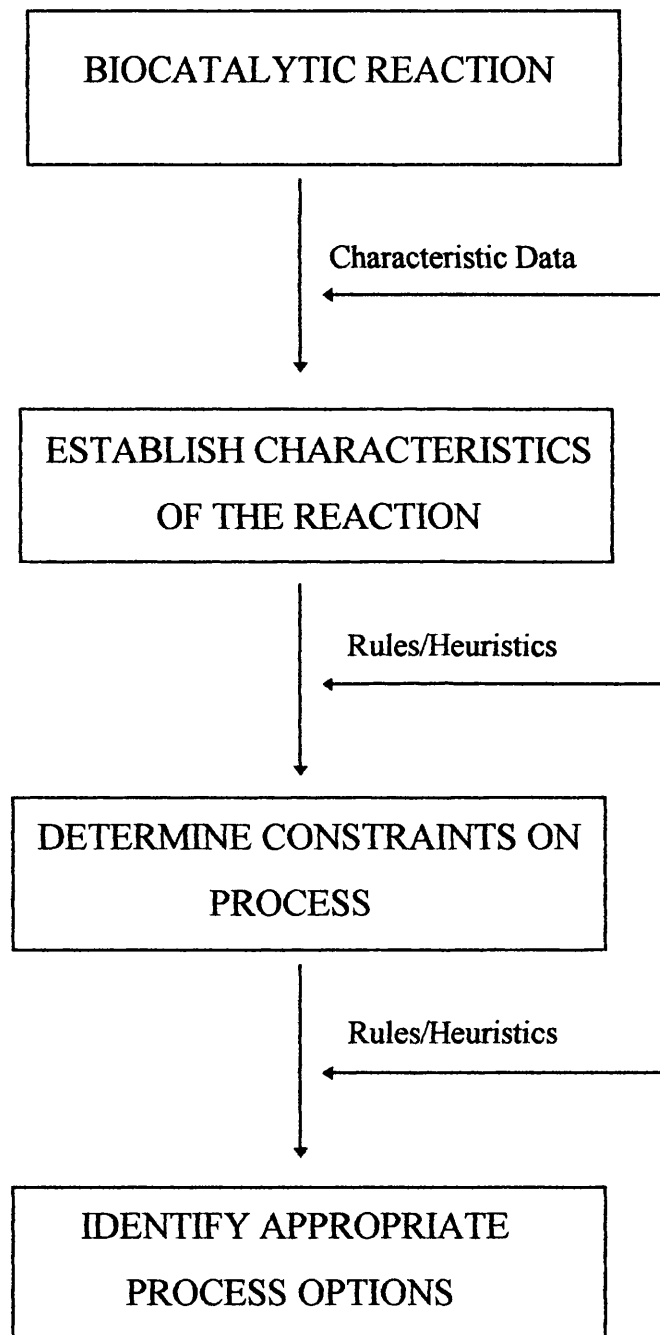 BIOCATALYTIC REACTION
Characteristic Data
ESTABLISH CHARACTERISTICS
OF THE REACTION
Rules/Heuristics
DETERMINE CONSTRAINTS ON
PROCESS
Rules/Heuristics
IDENTIFY APPROPRIATE
PROCESS OPTIONS